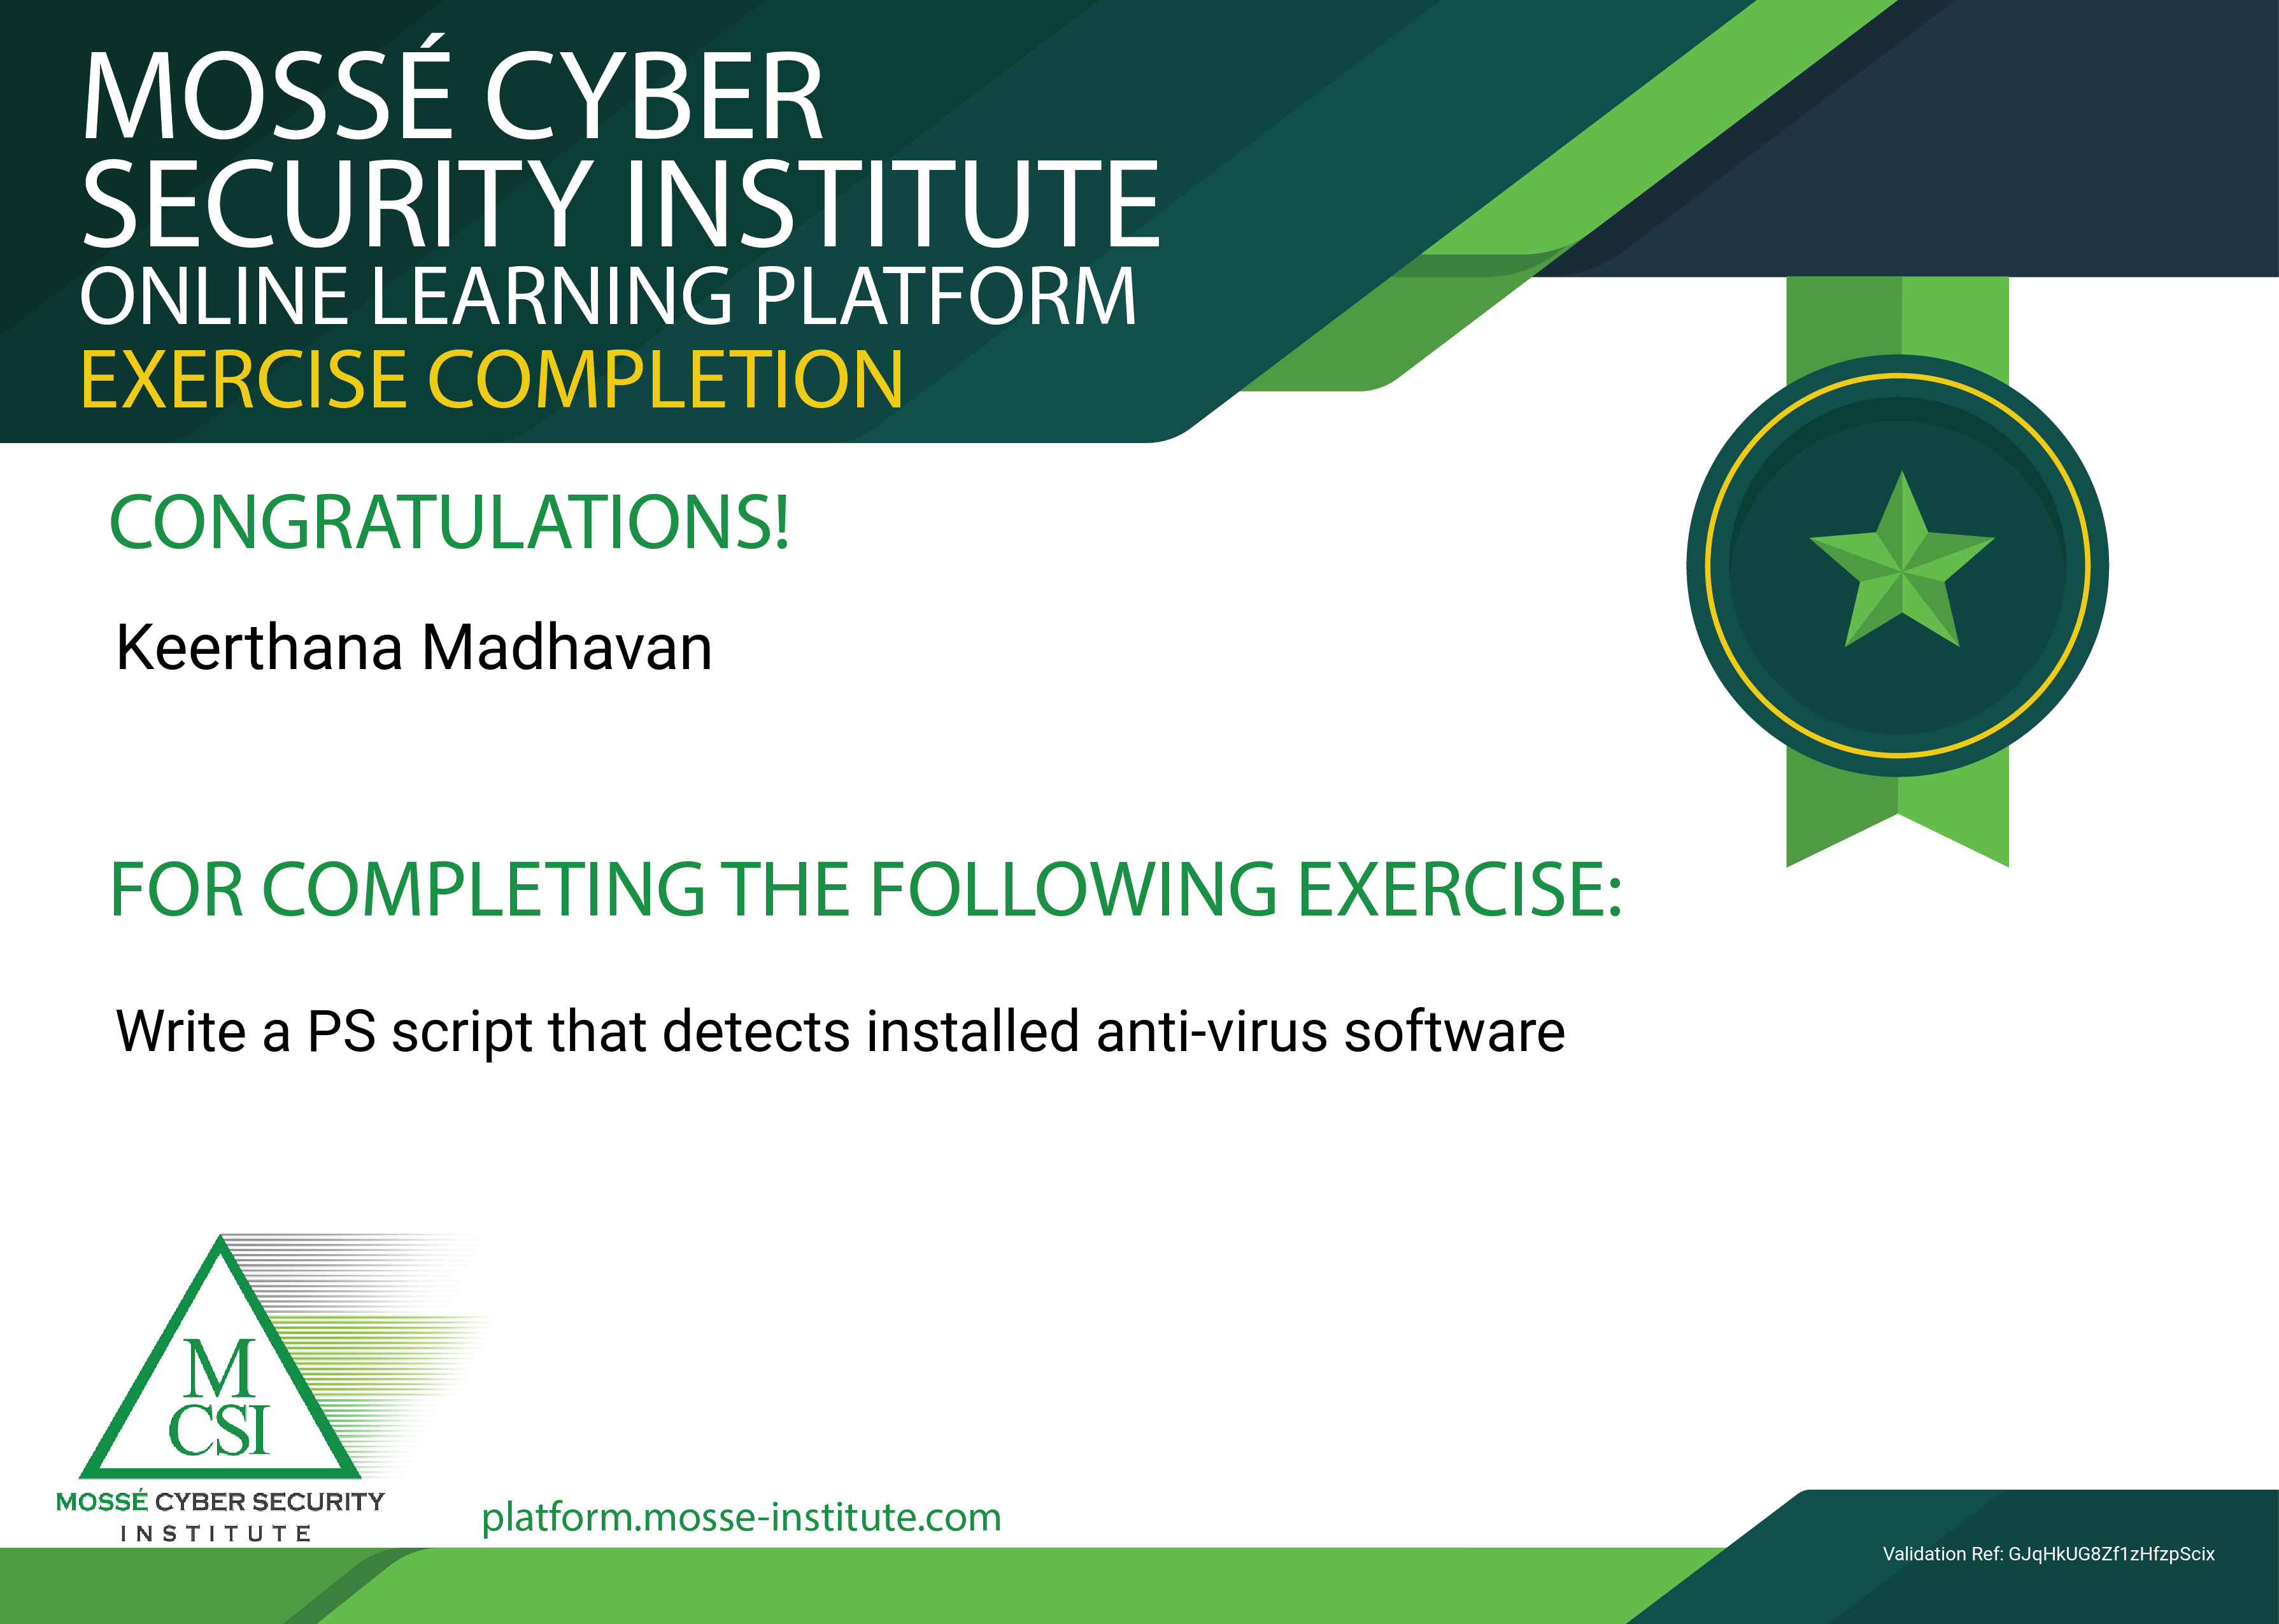 MOSSÉ CYBER
SECURITY INSTITUTE
ONLINE LEARNING PLATFORM
EXERCISE COMPLETION
CONGRATULATIONS!
Keerthana Madhavan
FOR COMPLETING THE FOLLOWING EXERCISE:
Write a PS script that detects installed anti-virus software
M
CSI
MOSSÉ CYBER SECURITY
INSTITUTE
platform.mosse-institute.com
Validation Ref: GJqHkUG8Zf1zHfzpScix